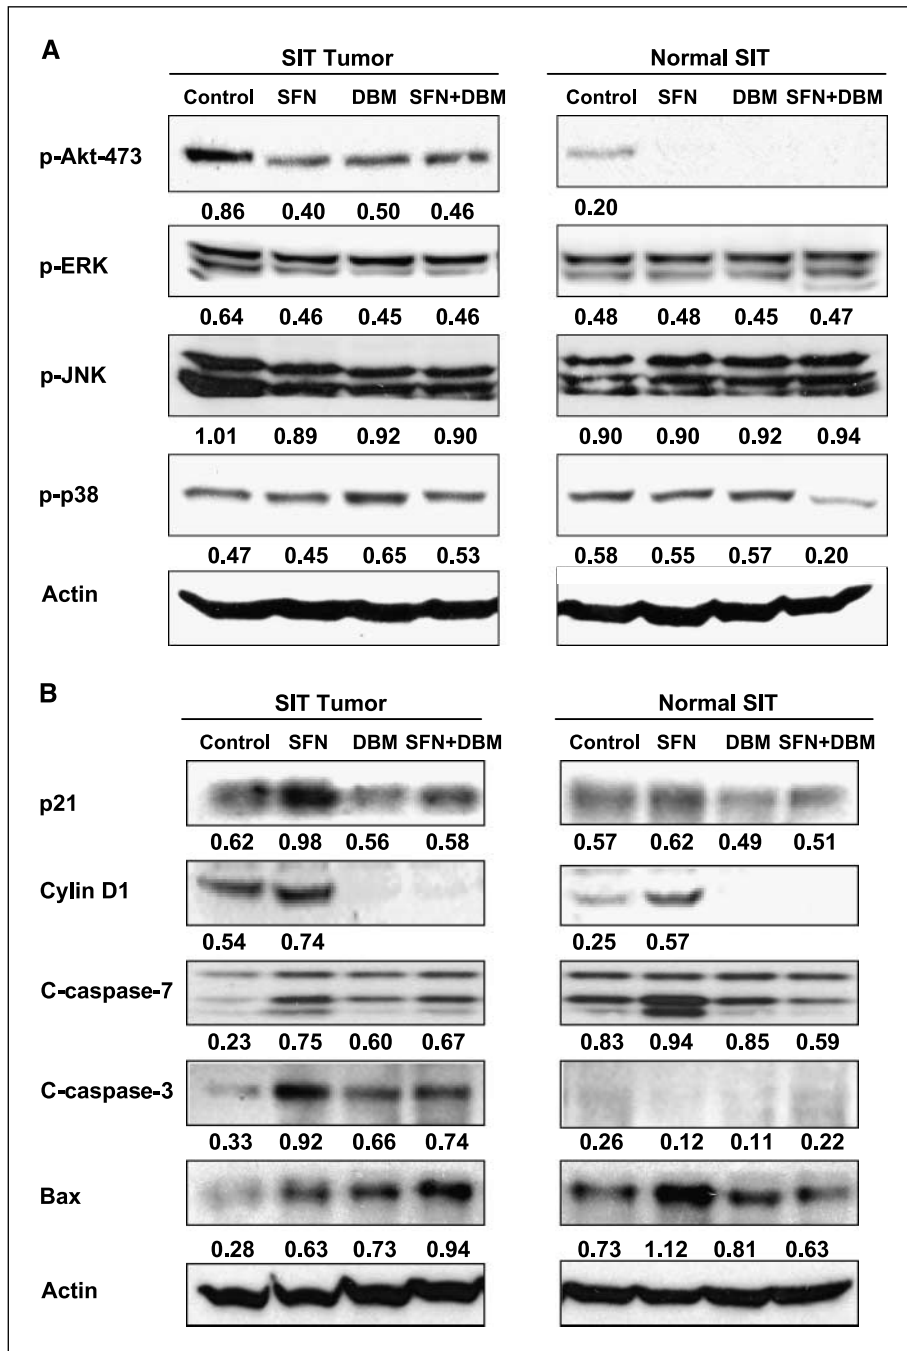 A
SIT Tumor Normal SIT
Control SFN DBM SFN+DBM Control SFN DBM SFN+DBM
p-Akt-473
0.86 0.40 0.50 0.46 0.20
p-ERK
0.64 0.46 0.45 0.46 0.48 0.48 0.45 0.47
p-JNK
1.01 0.89 0.92 0.90 0.90 0.90 0.92 0.94
p-p38
0.47 0.45 0.65 0.53 0.58 0.55 0.57 0.20
Actin
B
SIT Tumor Normal SIT
Control SFN DBM SFN+DBM Control SFN DBM SFN+DBM
p21
0.62 0.98 0.56 0.58 0.57 0.62 0.49 0.51
Cylin D1
0.54 0.74 0.25 0.57
C-caspase-7
0.23 0.75 0.60 0.67 0.83 0.94 0.85 0.59
C-caspase-3
0.33 0.92 0.66 0.74 0.26 0.12 0.11 0.22
Bax
0.28 0.63 0.73 0.94 0.73 1.12 0.81 0.63
Actin